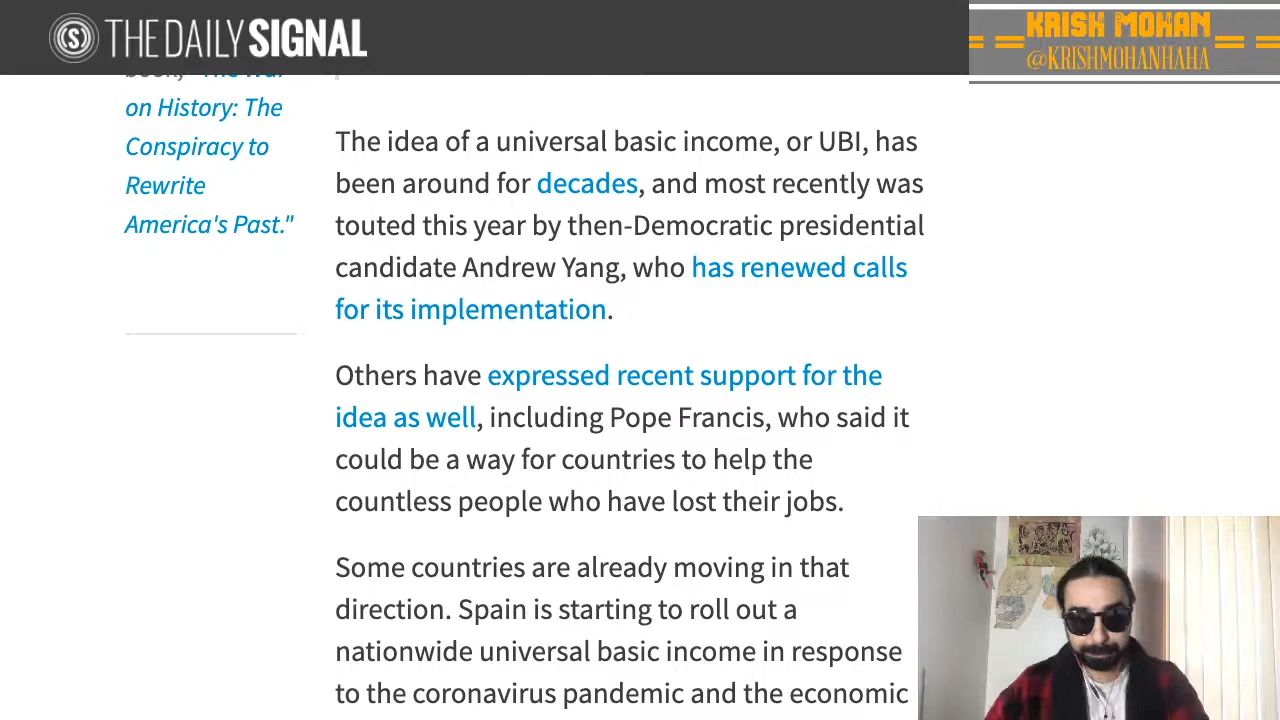 THE DAILY SIGNAL
KRISH MOHAN
@KRISHMOHANHAHA
on History: The
Conspiracy to
Rewrite
America's Past."
The idea of a universal basic income, or UBI, has
been around for decades, and most recently was
touted this year by then-Democratic presidential
candidate Andrew Yang, who has renewed calls
for its implementation.
Others have expressed recent support for the
idea as well, including Pope Francis, who said it
could be a way for countries to help the
countless people who have lost their jobs.
Some countries are already moving in that
direction. Spain is starting to roll out a
nationwide universal basic income in response
to the coronavirus pandemic and the economic